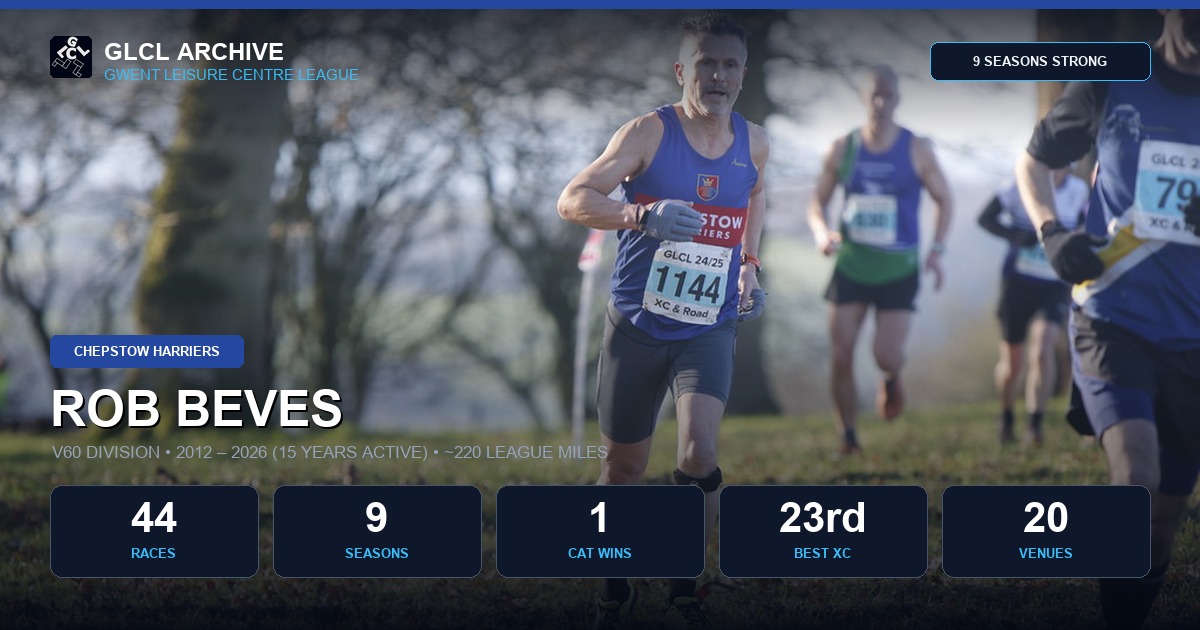 GLCL ARCHIVE
GWENT LEISURE CENTRE LEAGUE
9 SEASONS STRONG
STOW
IERS
GLCL 24/25
1144
XC & Road
GLCL 2
79
XC &
CHEPSTOW HARRIERS
ROB BEVES
V60 DIVISION • 2012 – 2026 (15 YEARS ACTIVE) • ~220 LEAGUE MILES
44
RACES
9
SEASONS
1
CAT WINS
23rd
BEST XC
20
VENUES